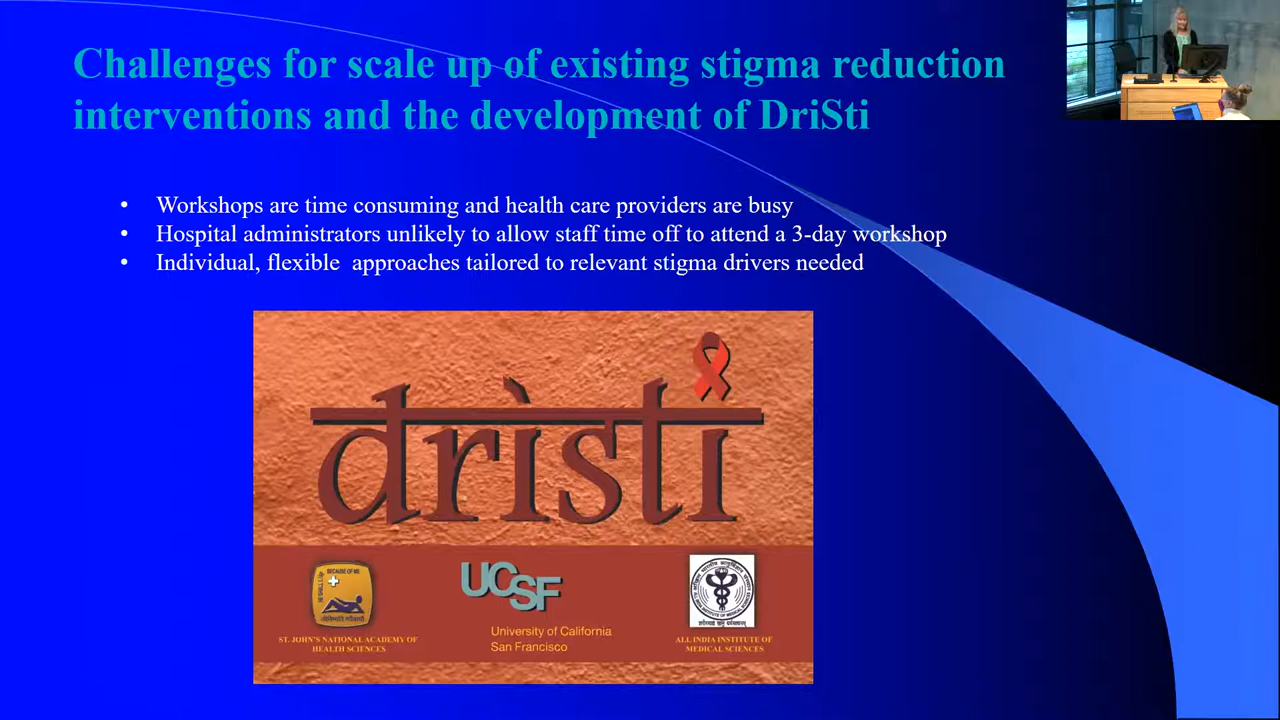 Challenges for scale up of existing stigma reduction
interventions and the development of DriSti
• Workshops are time consuming and health care providers are busy
• Hospital administrators unlikely to allow staff time off to attend a 3-day workshop
• Individual, flexible approaches tailored to relevant stigma drivers needed
dristi
BECAUSE OF ME
UCSF
ST. JOHN'S NATIONAL ACADEMY OF
HEALTH SCIENCES
University of California
San Francisco
ALL INDIA INSTITUTE OF
MEDICAL SCIENCES